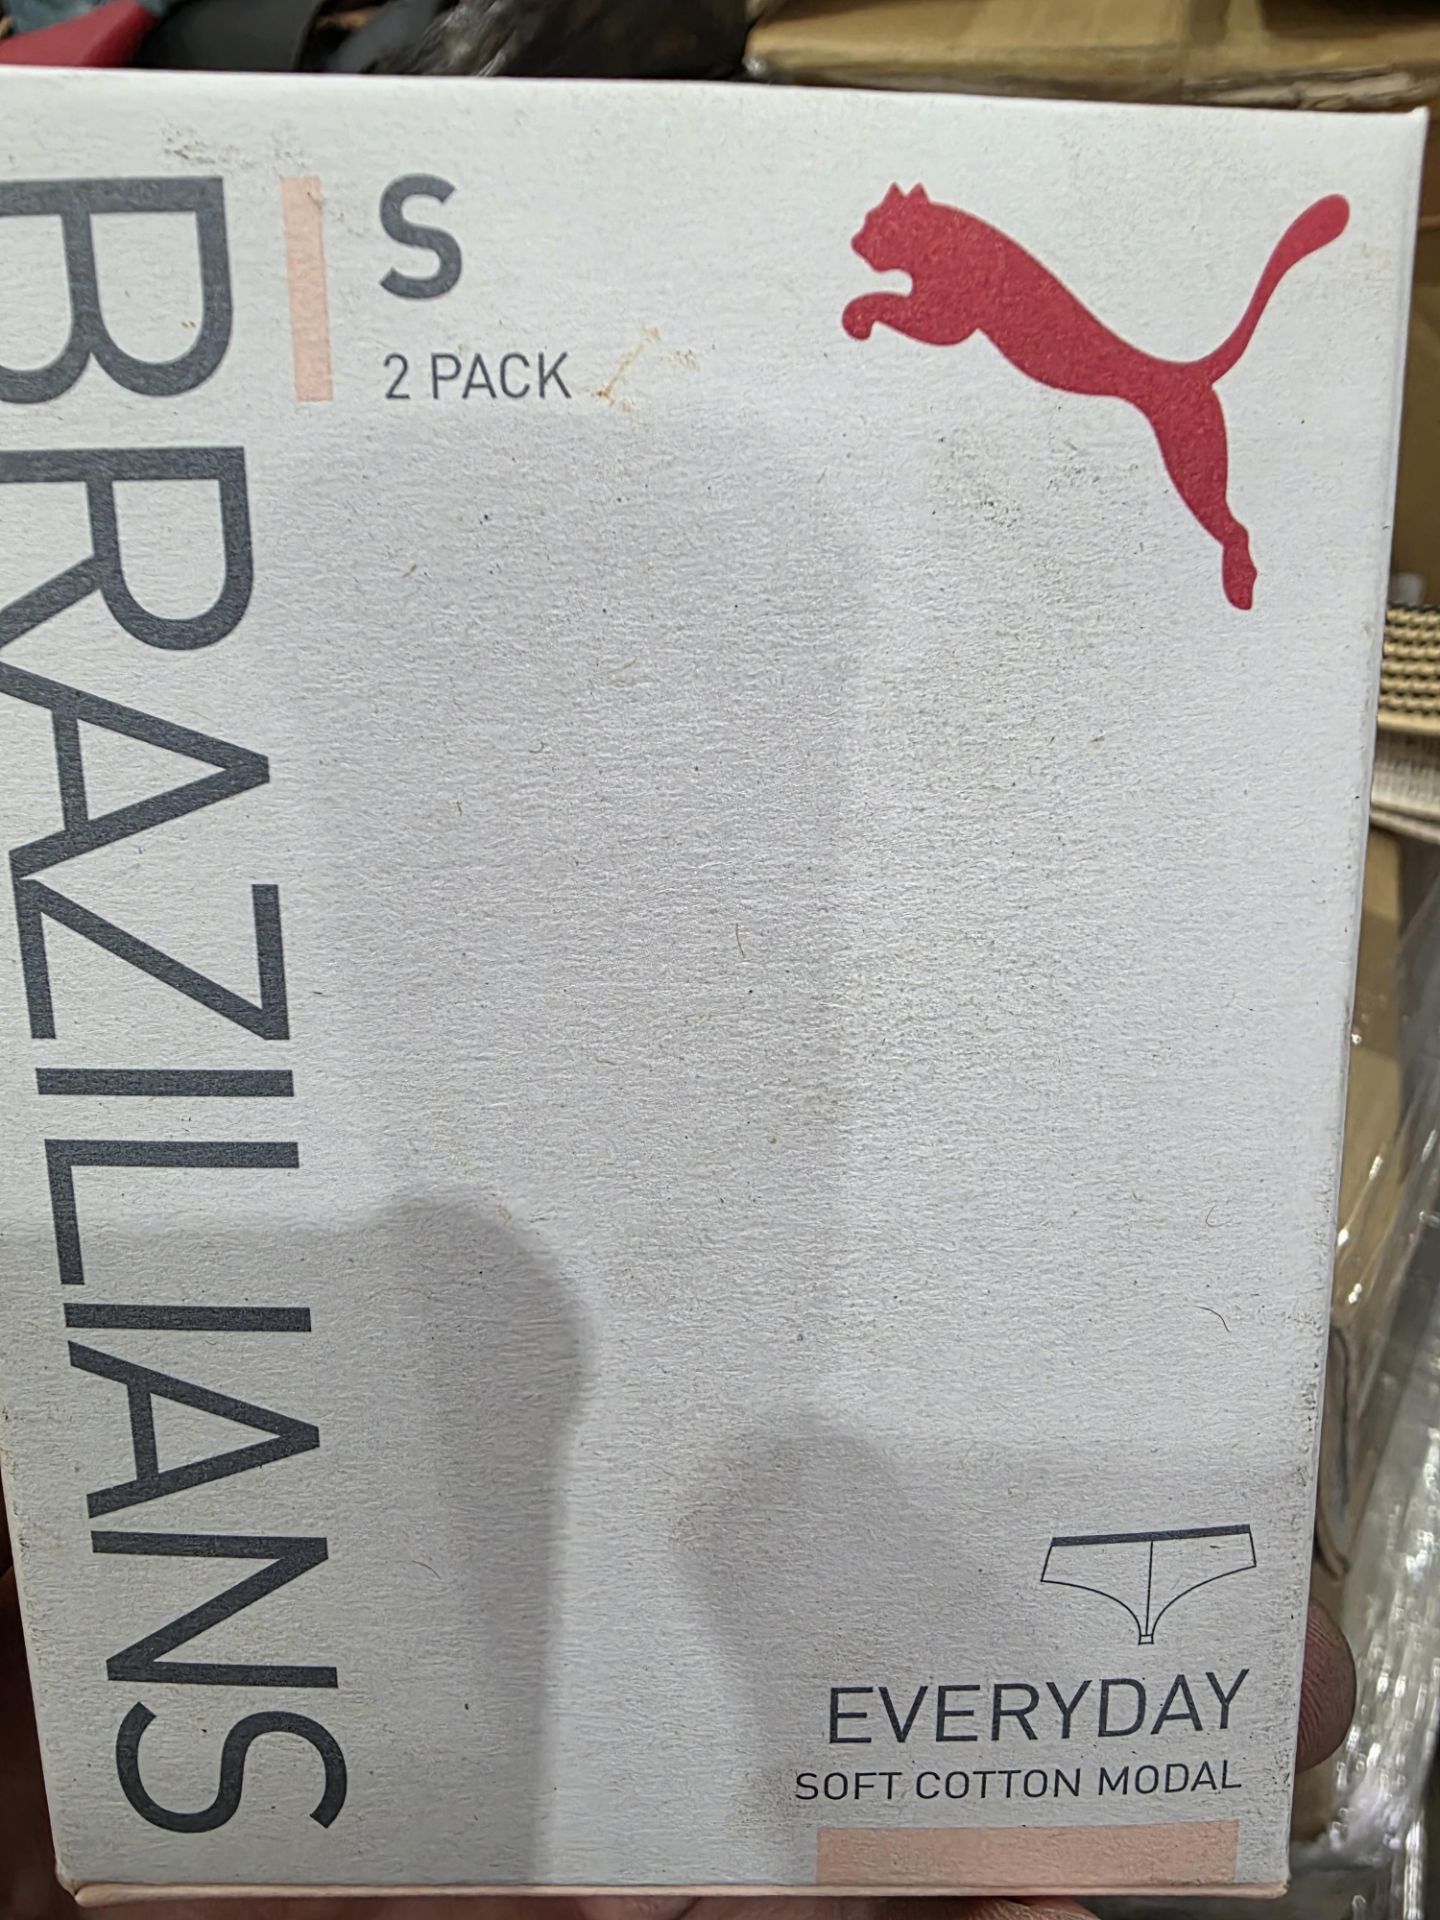 BRAZILIANS
S
2 PACK
EVERYDAY
SOFT COTTON MODAL